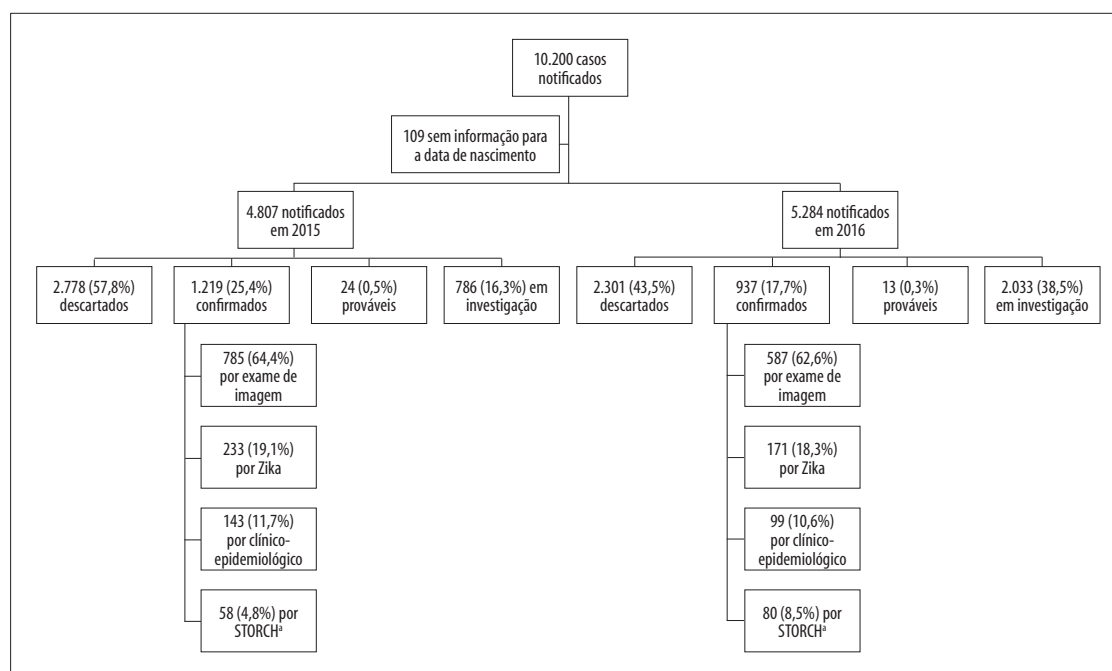 10.200 casos
notificados
109 sem informação para
a data de nascimento
4.807 notificados
em 2015
5.284 notificados
em 2016
2.778 (57,8%)
descartados
1.219 (25,4%)
confirmados
24 (0,5%)
prováveis
786 (16,3%) em
investigação
2.301 (43,5%)
descartados
937 (17,7%)
confirmados
13 (0,3%)
prováveis
2.033 (38,5%)
em investigação
785 (64,4%)
por exame de
imagem
233 (19,1%)
por Zika
143 (11,7%)
por clínico-
epidemiológico
58 (4,8%) por
STORCHª
587 (62,6%)
por exame de
imagem
171 (18,3%)
por Zika
99 (10,6%)
por clínico-
epidemiológico
80 (8,5%) por
STORCHª